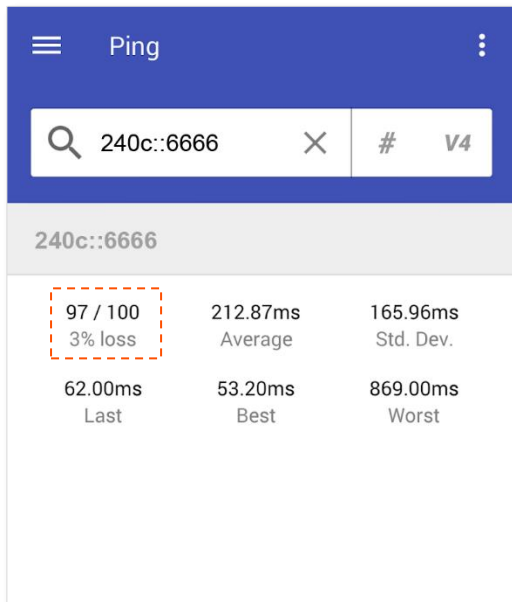 Ping
240c::6666 # V4
240c::6666
97 / 100 212.87ms 165.96ms
3% loss Average Std. Dev.
62.00ms 53.20ms 869.00ms
Last Best Worst